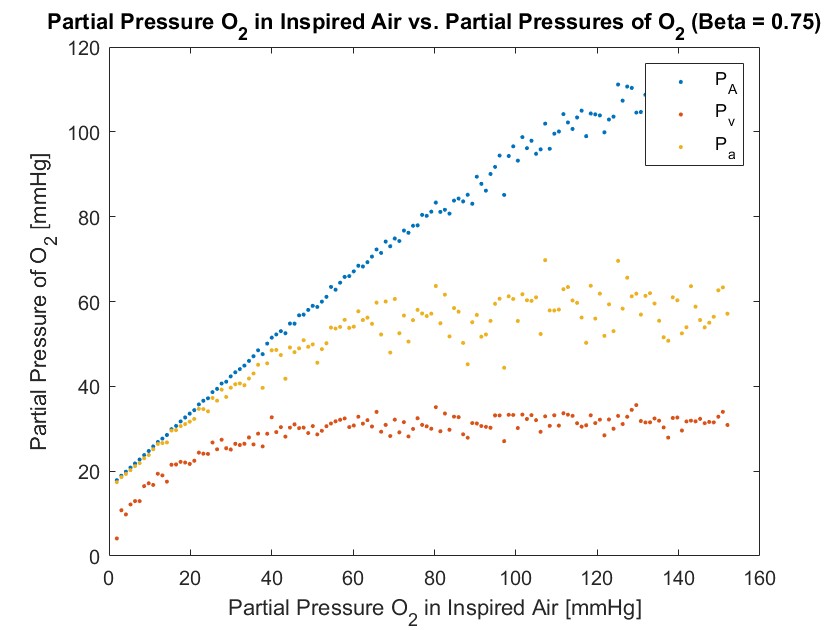 Partial Pressure O2 in Inspired Air vs. Partial Pressures of O2 (Beta = 0.75)
120
100
80
60
40
20
0
Partial Pressure of O2 [mmHg]
PA
Pv
Pa
0 20 40 60 80 100 120 140 160
Partial Pressure O2 in Inspired Air [mmHg]